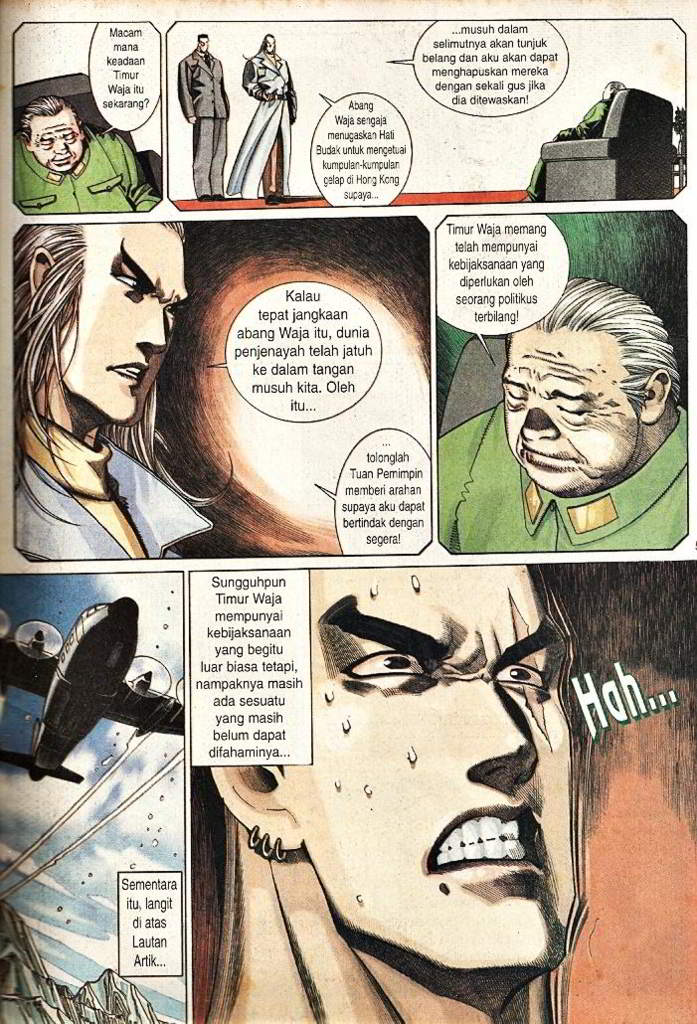 Macam
mana
keadaan
Timur
Waja itu
sekarang?
Abang
Waja sengaja
menugaskan Hati
Budak untuk mengetuai
kumpulan-kumpulan
gelap di Hong Kong
supaya...
...musuh dalam
selimutnya akan tunjuk
belang dan aku akan dapat
menghapuskan mereka
dengan sekali gus jika
dia ditewaskan!
Kalau
tepat jangkaan
abang Waja itu, dunia
penjenayah telah jatuh
ke dalam tangan
musuh kita. Oleh
itu...
...
tolonglah
Tuan Pemimpin
memberi arahan
supaya aku dapat
bertindak dengan
segera!
Timur Waja memang
telah mempunyai
kebijaksanaan yang
diperlukan oleh
seorang politikus
terbilang!
Sungguhpun
Timur Waja
mempunyai
kebijaksanaan
yang begitu
luar biasa tetapi,
nampaknya masih
ada sesuatu
yang masih
belum dapat
difahaminya...
Hah...
Sementara
itu, langit
di atas
Lautan
Artik...